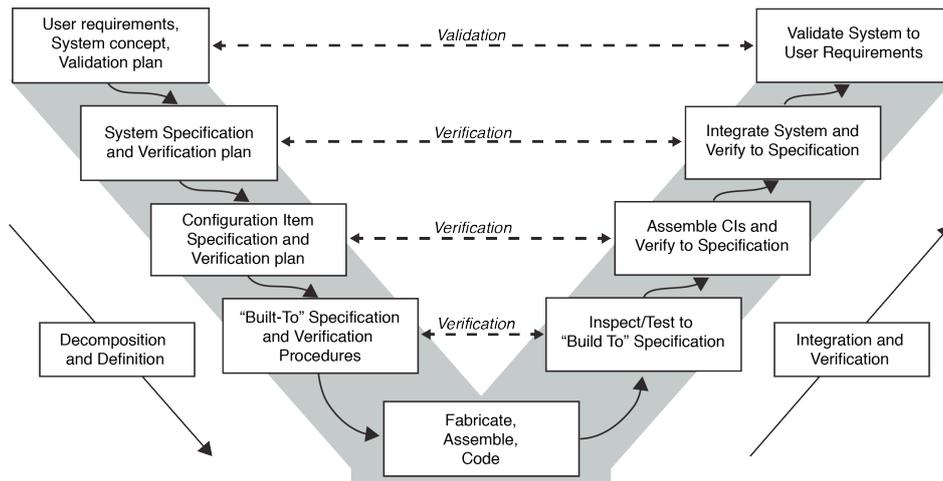 User requirements,
System concept,
Validation plan
Validation
Validate System to
User Requirements
System Specification
and Verification plan
Verification
Integrate System and
Verify to Specification
Configuration Item
Specification and
Verification plan
Verification
Assemble CIs and
Verify to Specification
“Built-To” Specification
and Verification
Procedures
Verification
Inspect/Test to
“Build To” Specification
Decomposition
and Definition
Integration and
Verification
Fabricate,
Assemble,
Code